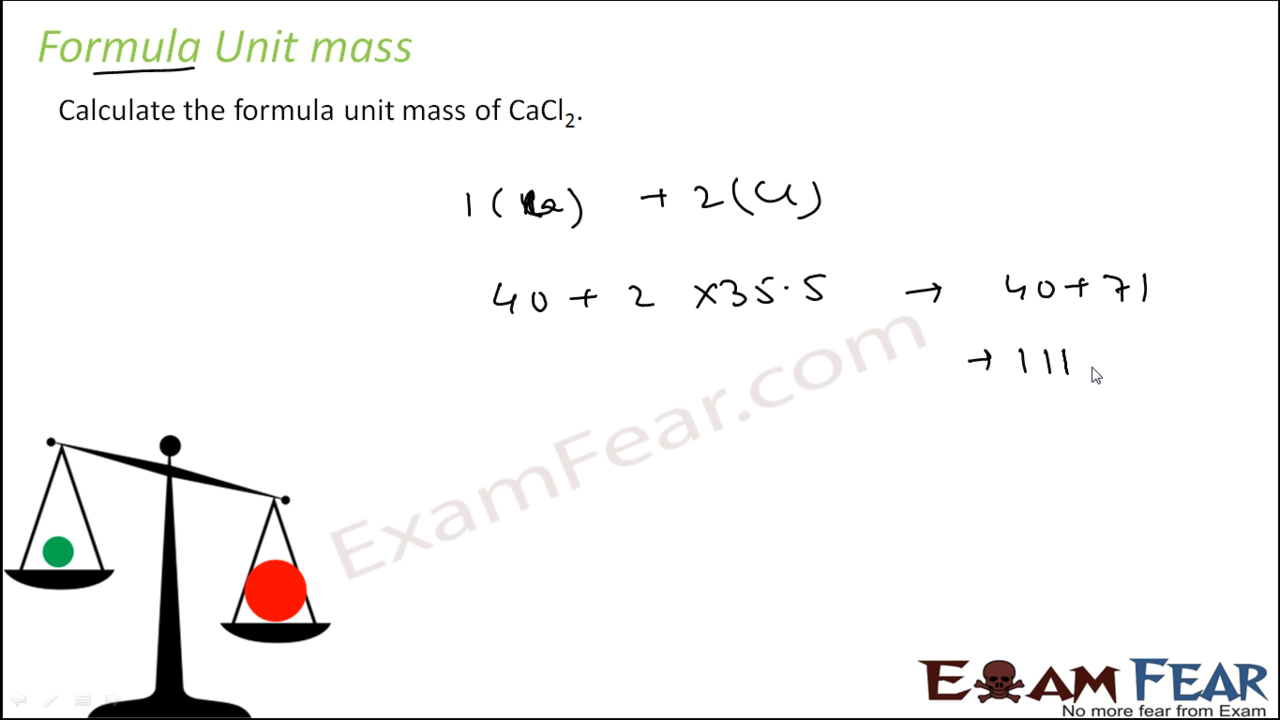 Formula Unit mass
Calculate the formula unit mass of CaCl₂.
1 (Ca) + 2 (Cl)
40 + 2 × 35.5 → 40 + 71
→ 111
ExamFear.com
EXAM FEAR
No more fear from Exam